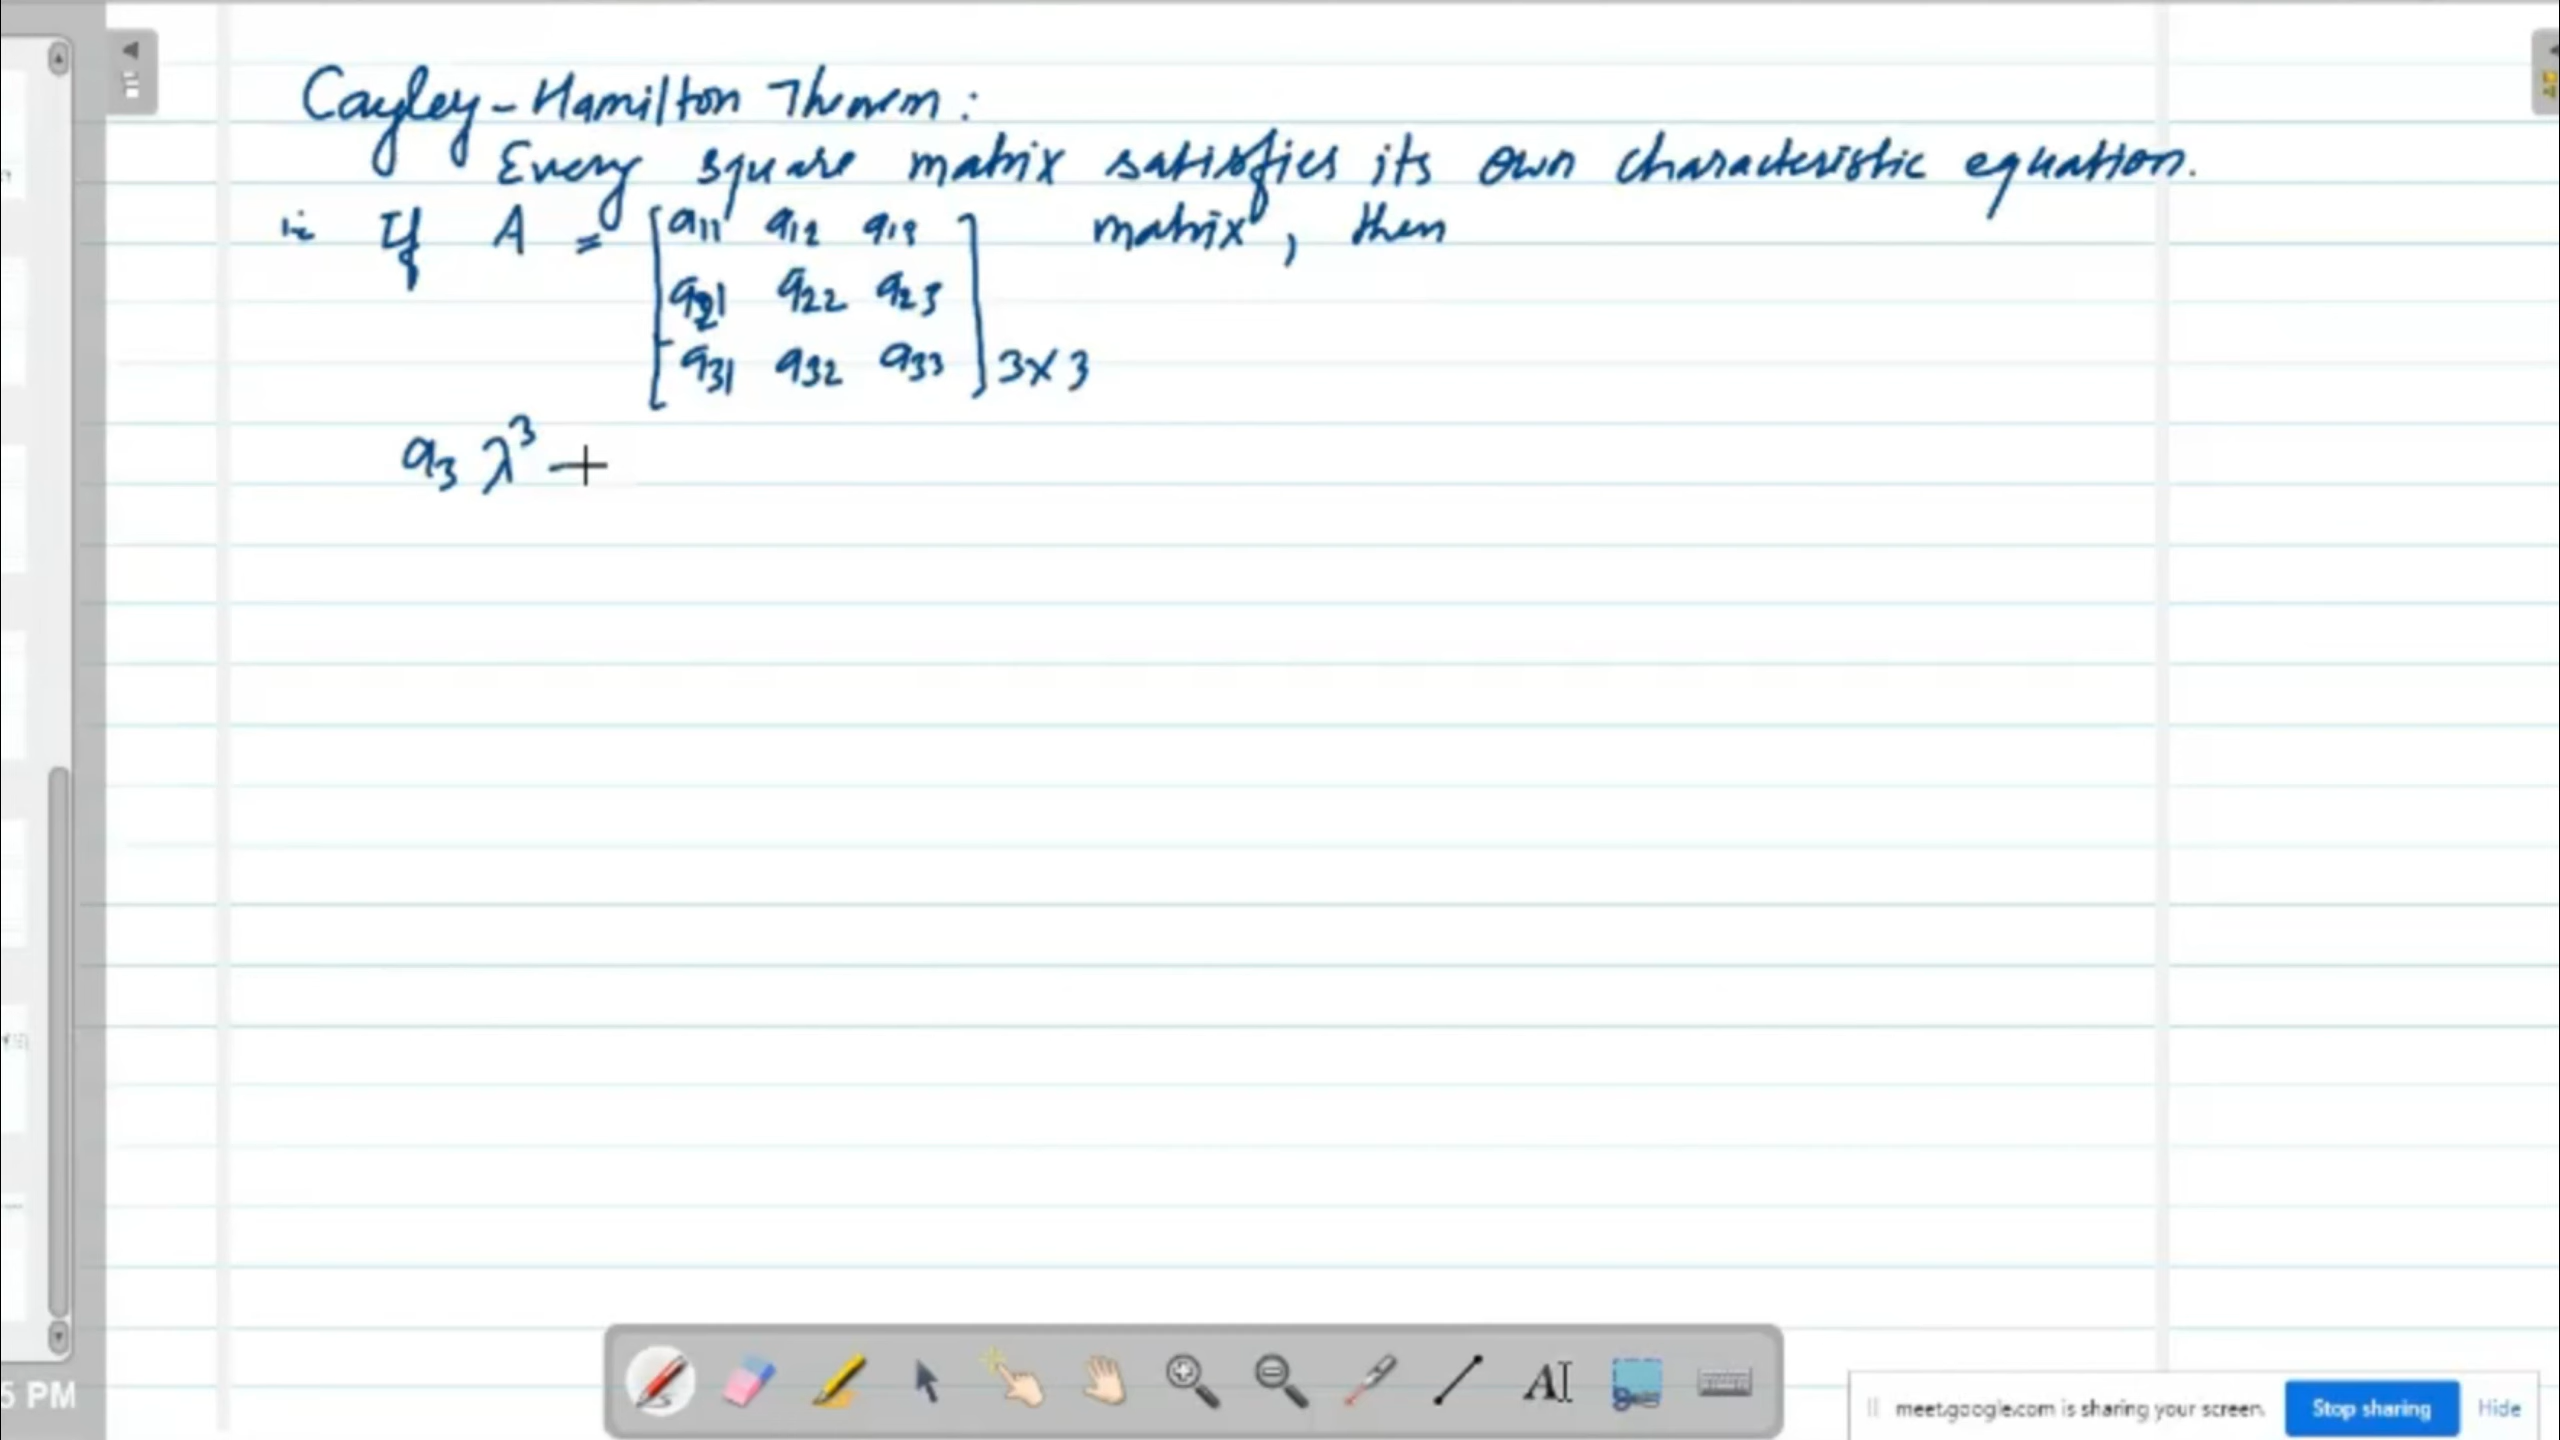 Cayley-Hamilton Theorem:
Every square matrix satisfies its own characteristic equation.
ie If A = [ a11 a12 a13 ] matrix, then
a21 a22 a23
a31 a32 a33 ] 3×3
a3 λ³ +
5 PM
meet.google.com is sharing your screen.
Stop sharing
Hide